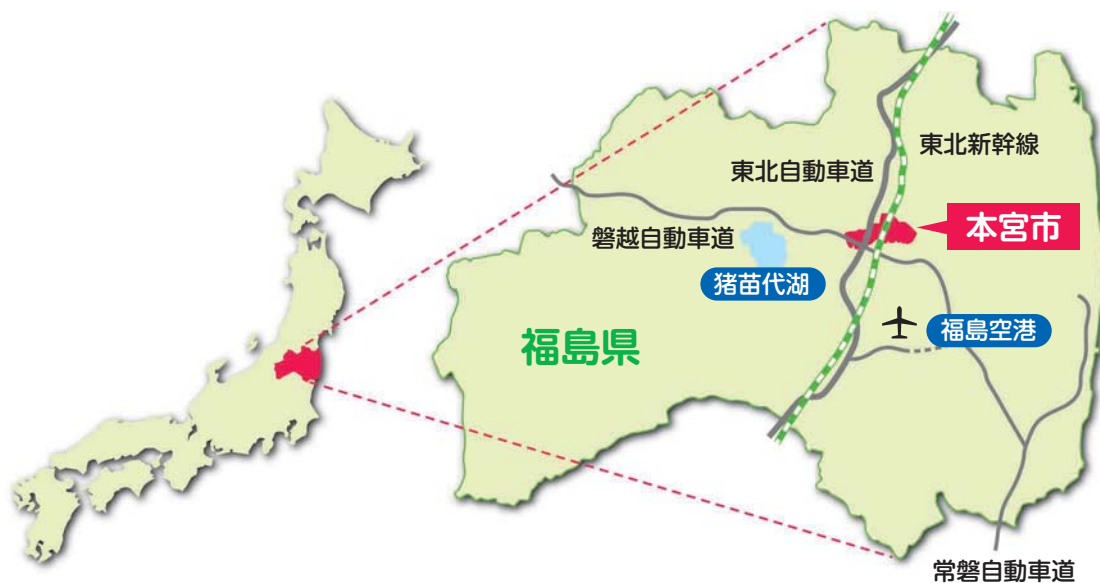 東北新幹線
東北自動車道
本宮市
磐越自動車道
猪苗代湖
福島空港
福島県
常磐自動車道